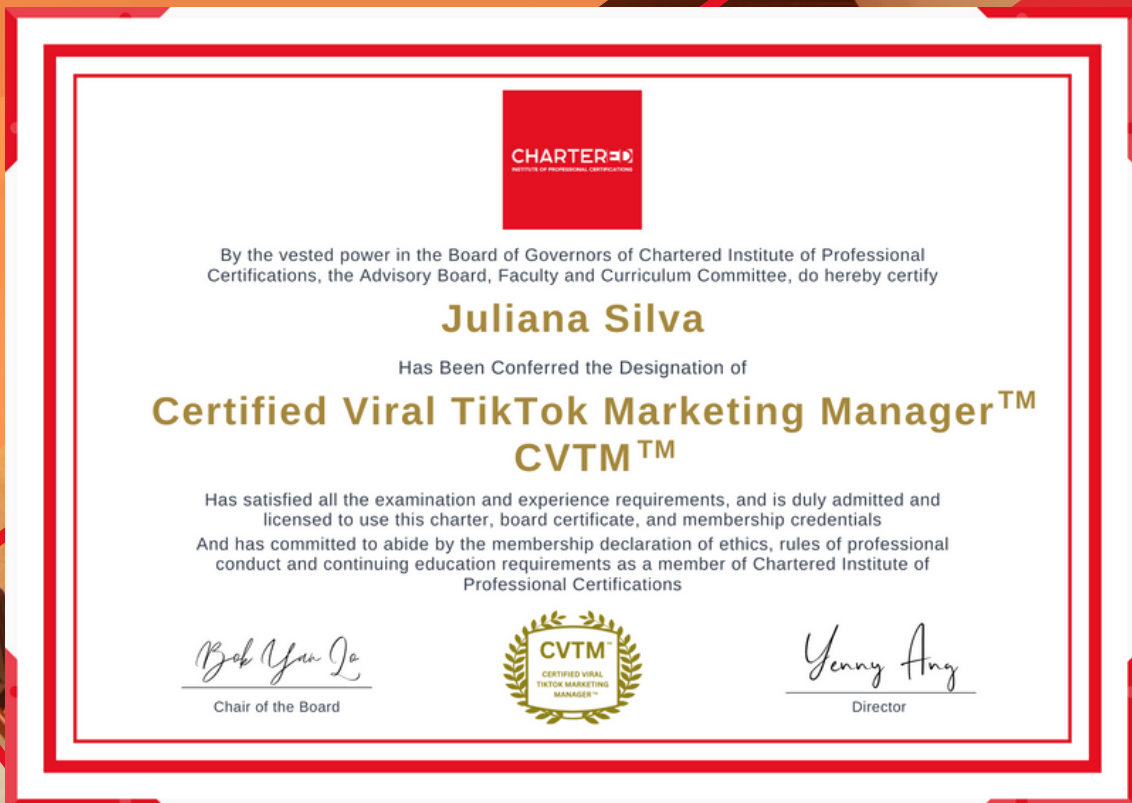 CHARTERED
INSTITUTE OF PROFESSIONAL CERTIFICATIONS
By the vested power in the Board of Governors of Chartered Institute of Professional
Certifications, the Advisory Board, Faculty and Curriculum Committee, do hereby certify
Juliana Silva
Has Been Conferred the Designation of
Certified Viral TikTok Marketing Manager™
CVTM™
Has satisfied all the examination and experience requirements, and is duly admitted and
licensed to use this charter, board certificate, and membership credentials
And has committed to abide by the membership declaration of ethics, rules of professional
conduct and continuing education requirements as a member of Chartered Institute of
Professional Certifications
Bok Yan Lo
Chair of the Board
CVTM™
CERTIFIED VIRAL
TIKTOK MARKETING
MANAGER™
Yenny Ang
Director